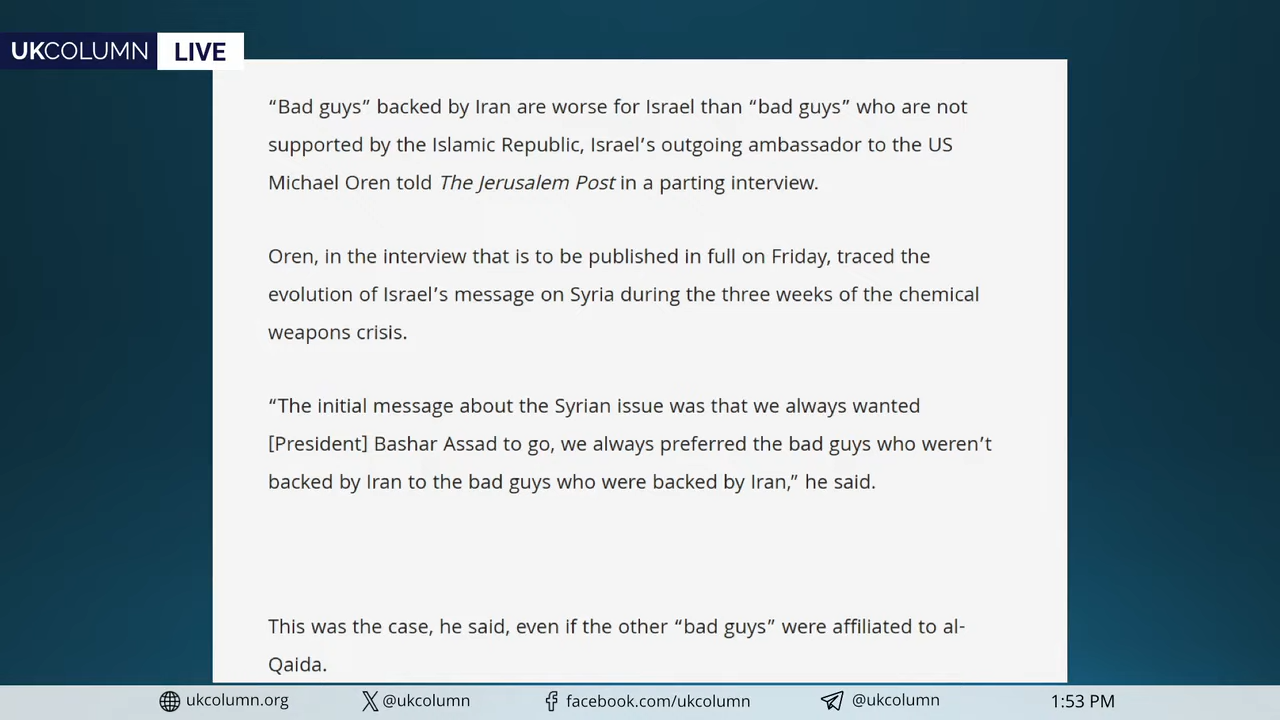 UKCOLUMN LIVE
“Bad guys” backed by Iran are worse for Israel than “bad guys” who are not
supported by the Islamic Republic, Israel’s outgoing ambassador to the US
Michael Oren told The Jerusalem Post in a parting interview.
Oren, in the interview that is to be published in full on Friday, traced the
evolution of Israel’s message on Syria during the three weeks of the chemical
weapons crisis.
“The initial message about the Syrian issue was that we always wanted
[President] Bashar Assad to go, we always preferred the bad guys who weren’t
backed by Iran to the bad guys who were backed by Iran,” he said.
This was the case, he said, even if the other “bad guys” were affiliated to al-
Qaida.
ukcolumn.org @ukcolumn facebook.com/ukcolumn @ukcolumn 1:53 PM